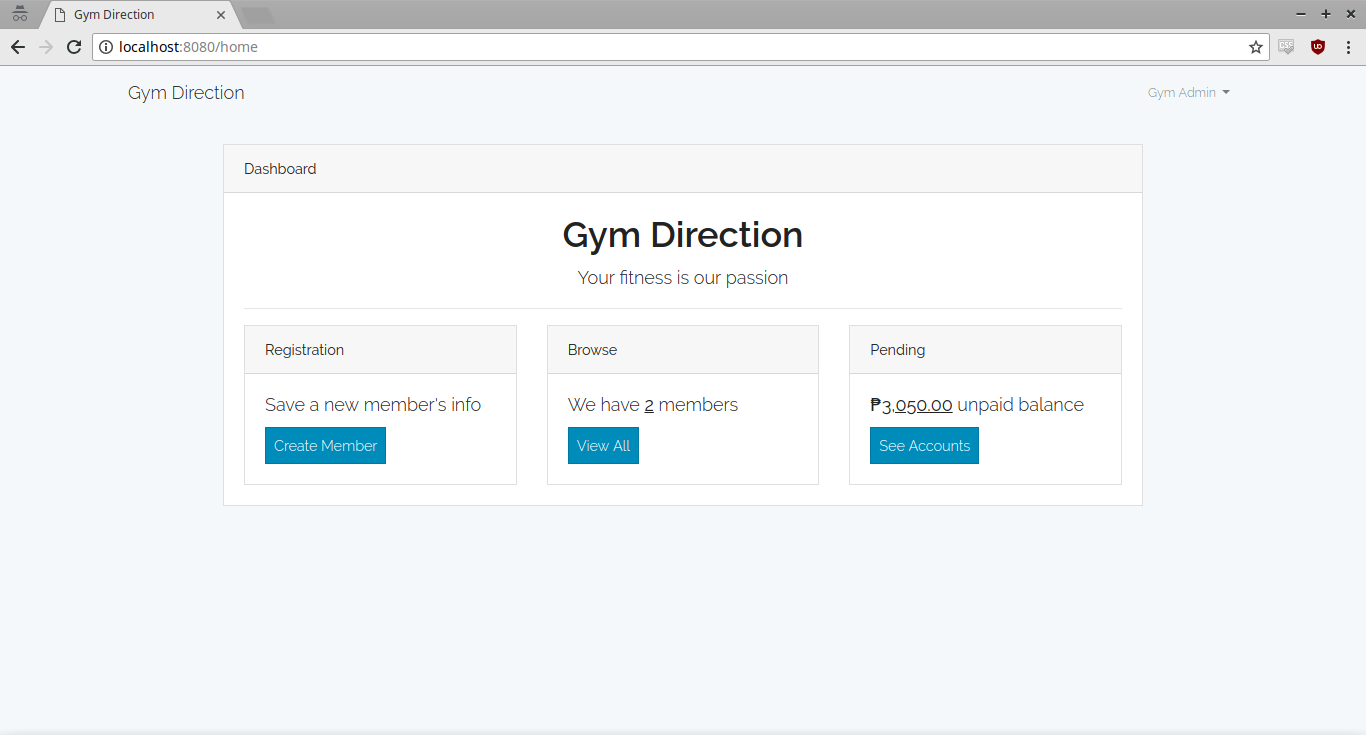 Gym Direction
localhost:8080/home
Gym Direction
Gym Admin
Dashboard
Gym Direction
Your fitness is our passion
Registration
Save a new member's info
Create Member
Browse
We have 2 members
View All
Pending
₱3,050.00 unpaid balance
See Accounts